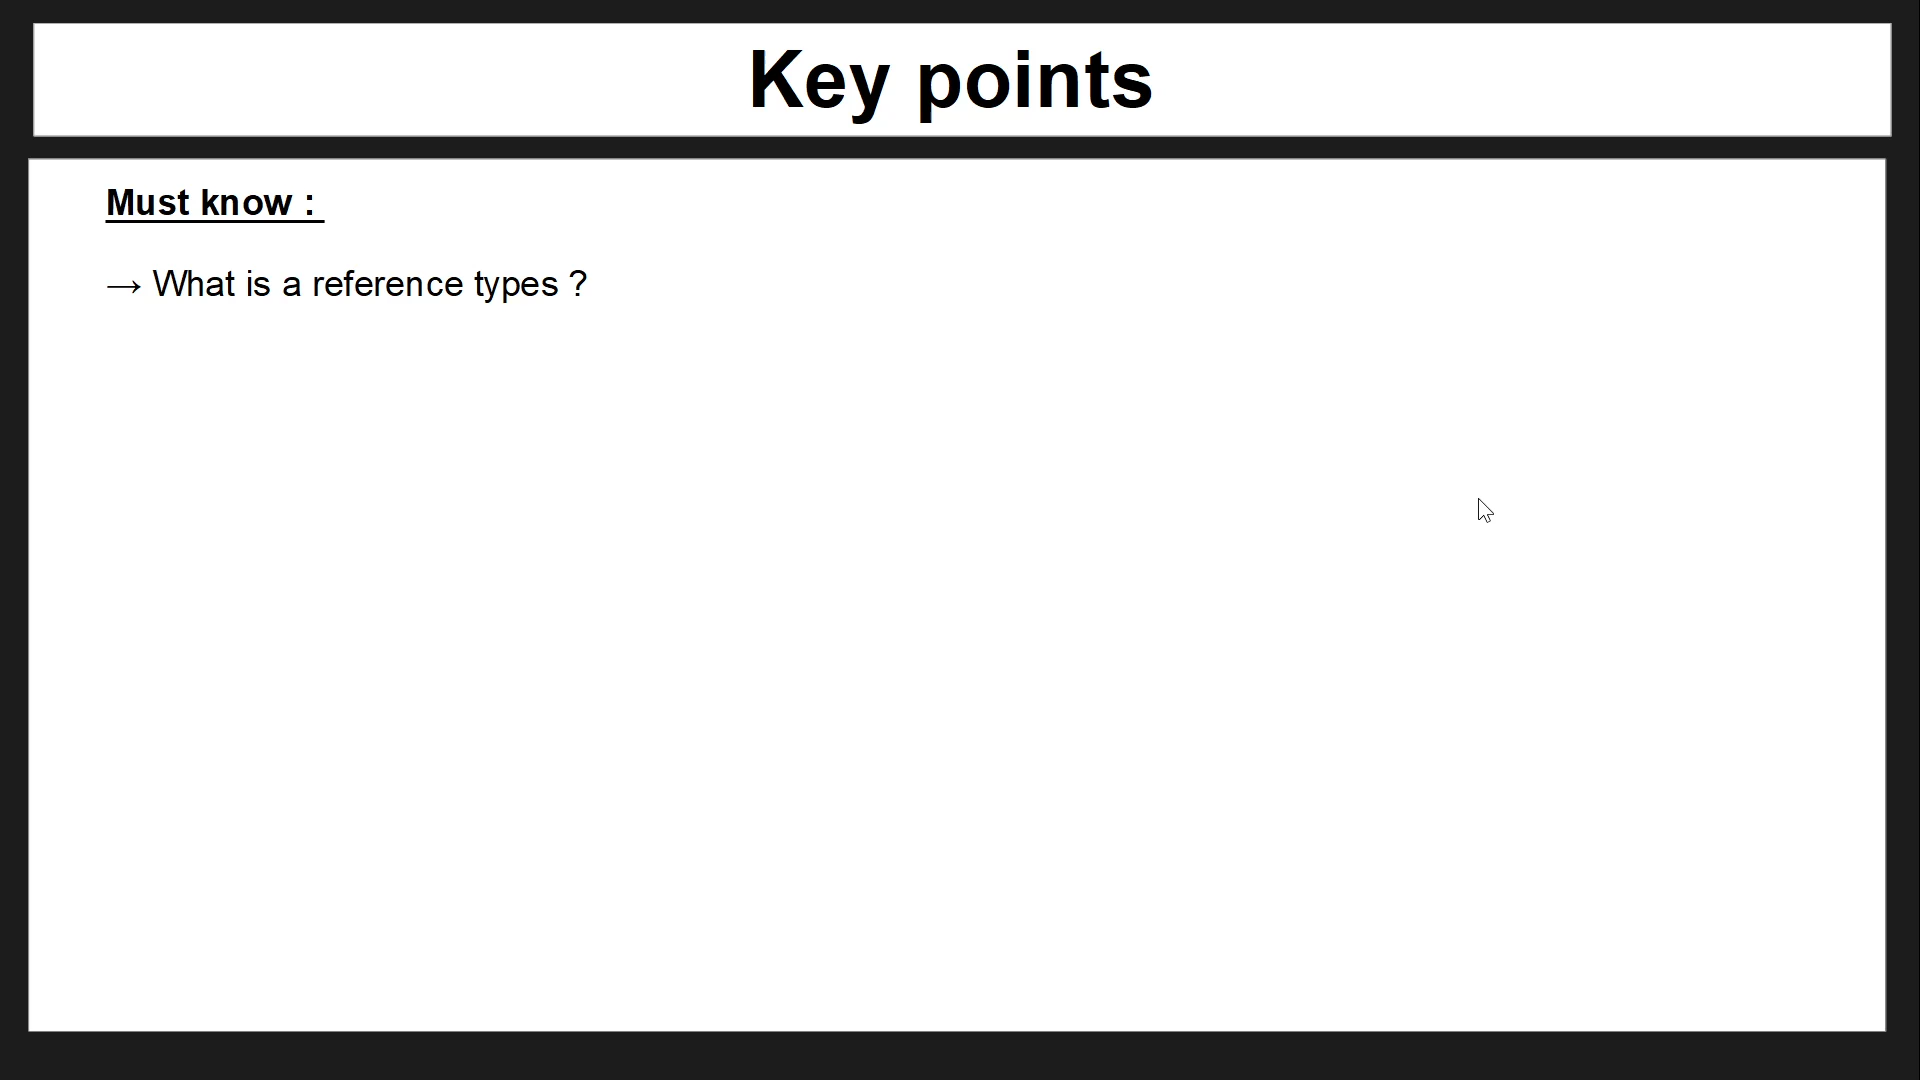 Key points
Must know :
→ What is a reference types ?